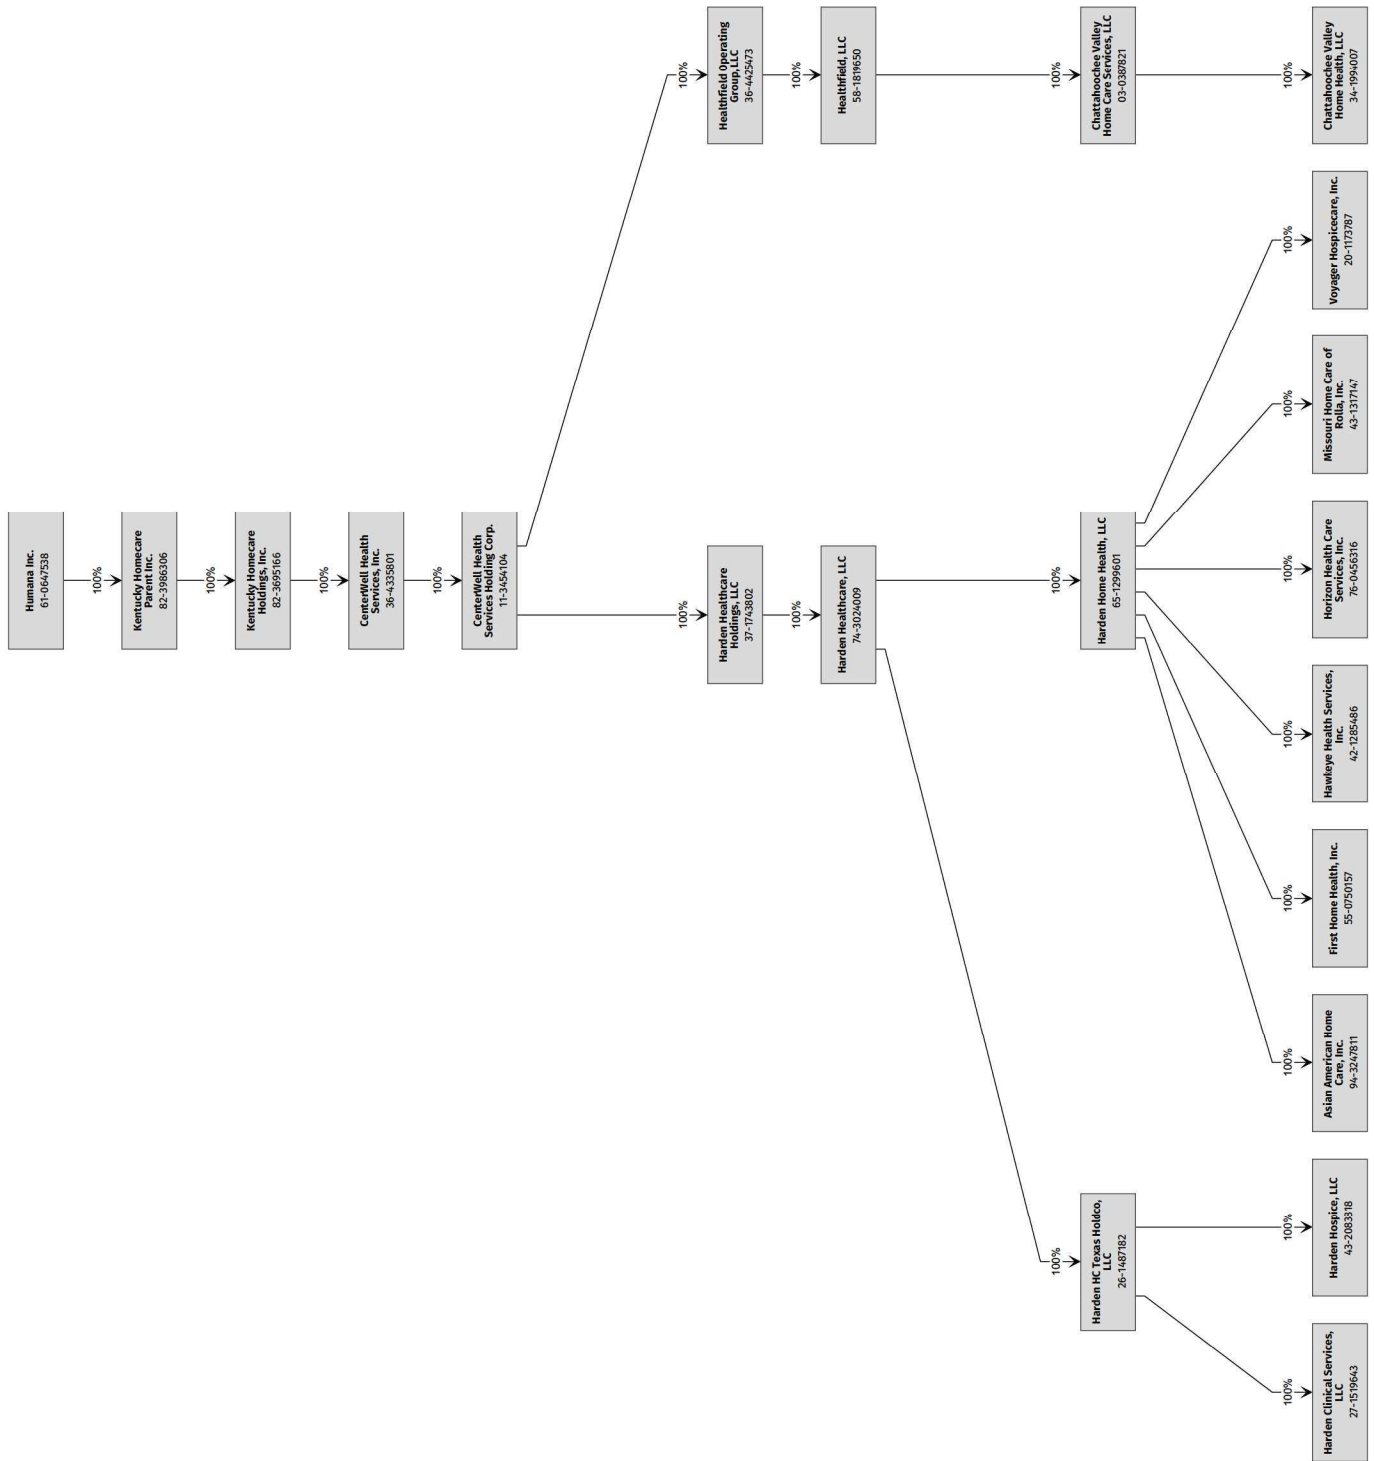 Humana Inc.
61-0647538
100%
Kentucky Homecare
Parent Inc.
82-3986306
100%
Kentucky Homecare
Holdings, Inc.
82-3695166
100%
CenterWell Health
Services, Inc.
36-4335801
100%
CenterWell Health
Services Holding Corp.
11-3454104
100%
Harden Healthcare
Holdings, LLC
37-1743802
100%
Healthfield Operating
Group, LLC
36-4425473
100%
Harden Healthcare, LLC
74-3024009
100%
Healthfield, LLC
58-1819650
100%
Harden HC Texas Holdco,
LLC
26-1487182
100%
Harden Home Health, LLC
65-1299601
100%
Chattahoochee Valley
Home Care Services, LLC
03-0387821
100%
Harden Clinical Services,
LLC
27-1519643
100%
Harden Hospice, LLC
43-2083318
100%
Asian American Home
Care, Inc.
94-3247811
100%
First Home Health, Inc.
55-0750157
100%
Hawkeye Health Services,
Inc.
42-1285486
100%
Horizon Health Care
Services, Inc.
76-0456316
100%
Missouri Home Care of
Rolla, Inc.
43-1317147
100%
Voyager Hospicecare, Inc.
20-1173787
100%
Chattahoochee Valley
Home Health, LLC
34-1994007